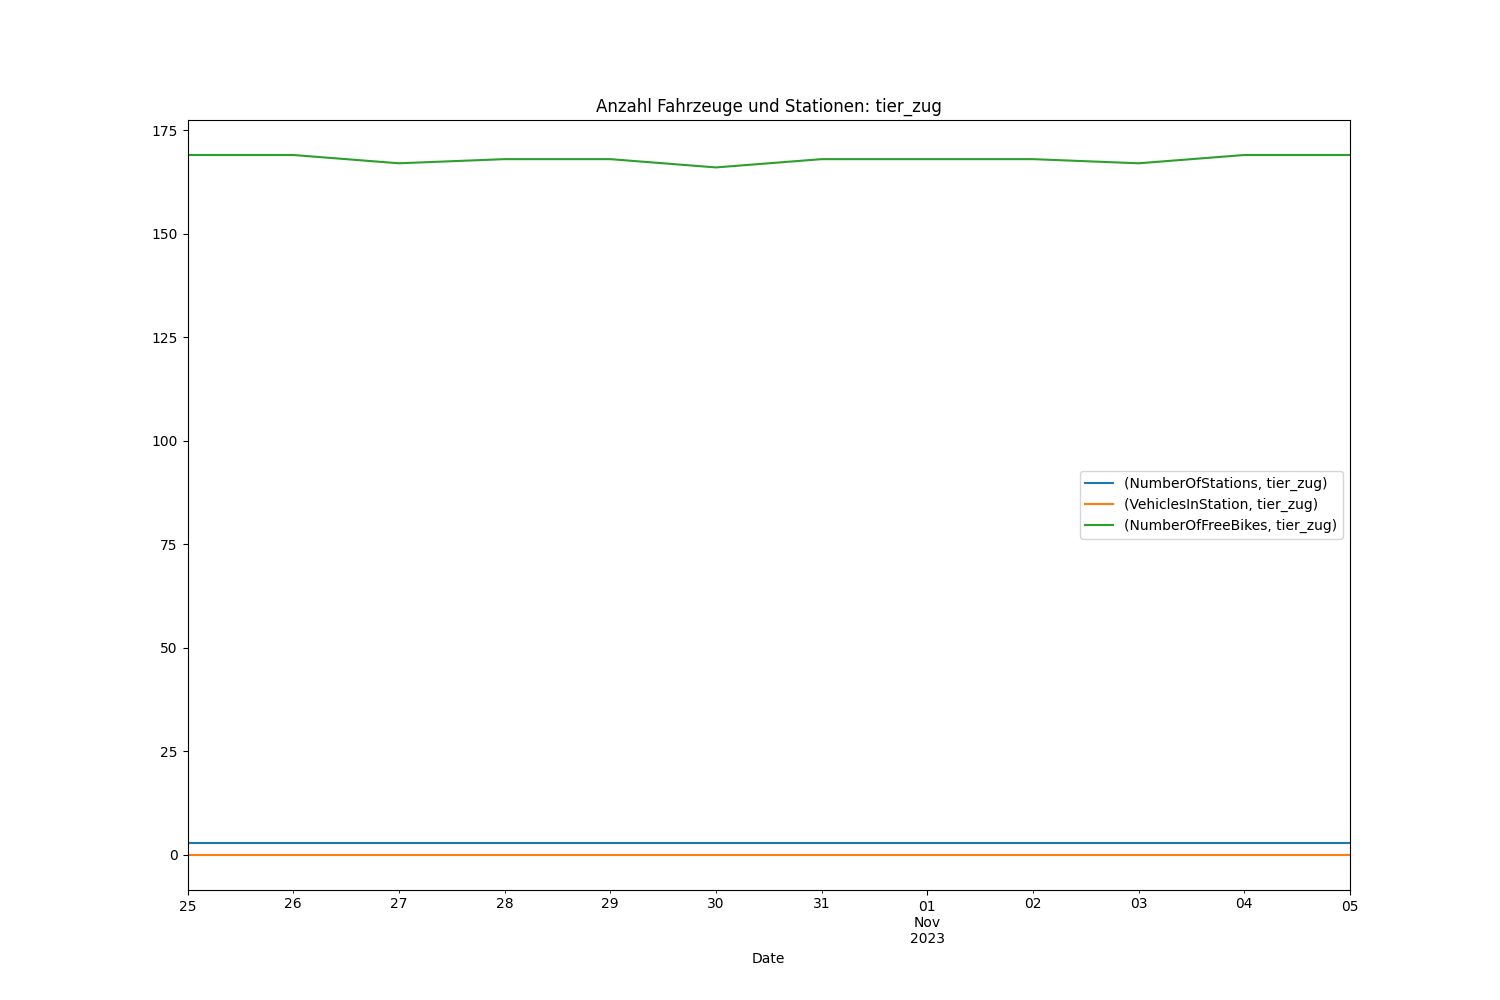 Anzahl Fahrzeuge und Stationen: tier_zug
175
150
125
100
75
50
25
0
(NumberOfStations, tier_zug)
(VehiclesInStation, tier_zug)
(NumberOfFreeBikes, tier_zug)
25 26 27 28 29 30 31 01 02 03 04 05
Nov
2023
Date